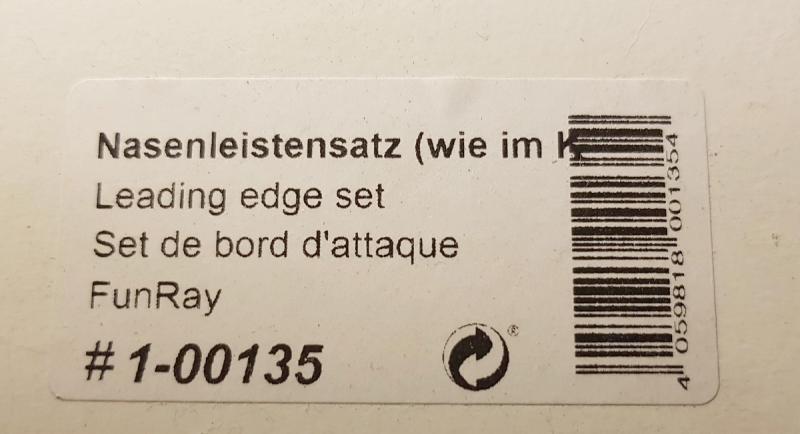 Nasenleistensatz (wie im K
Leading edge set
Set de bord d'attaque
FunRay
# 1-00135
®
4 059818 001354